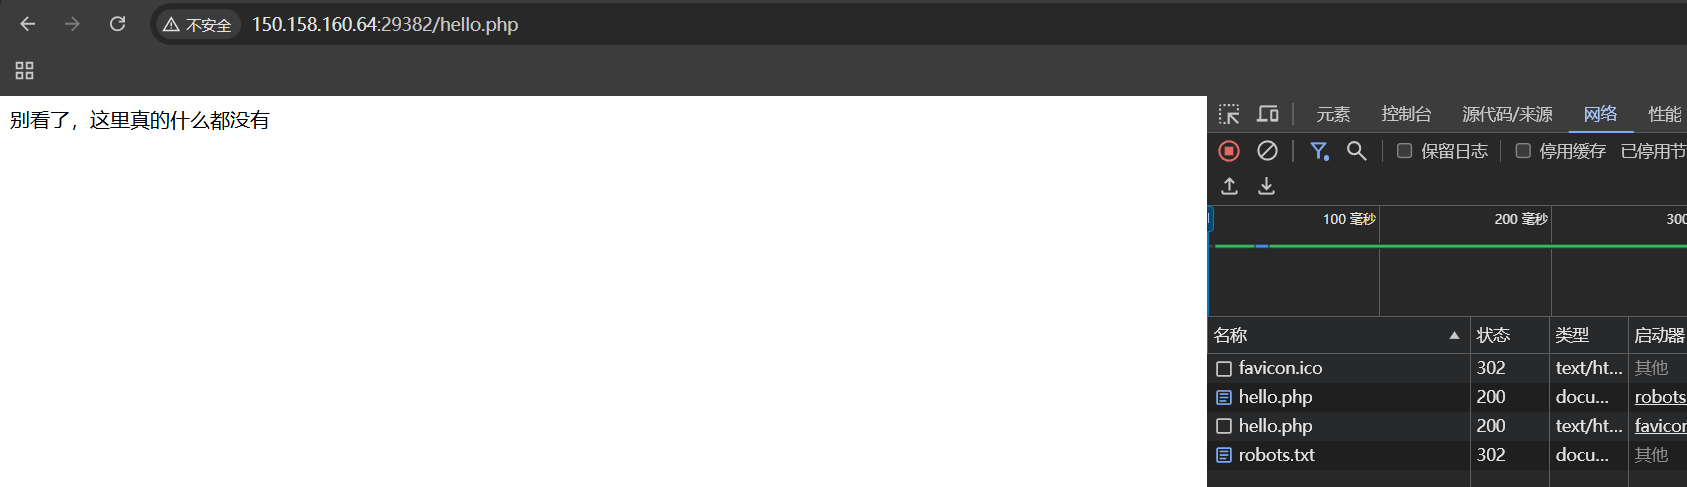 不安全 150.158.160.64:29382/hello.php
别看了，这里真的什么都没有
元素 控制台 源代码/来源 网络 性能
保留日志 停用缓存 已停用节
100 毫秒 200 毫秒 300
名称 状态 类型 启动器
favicon.ico 302 text/ht... 其他
hello.php 200 docu... robots
hello.php 200 text/ht... favicon
robots.txt 302 docu... 其他